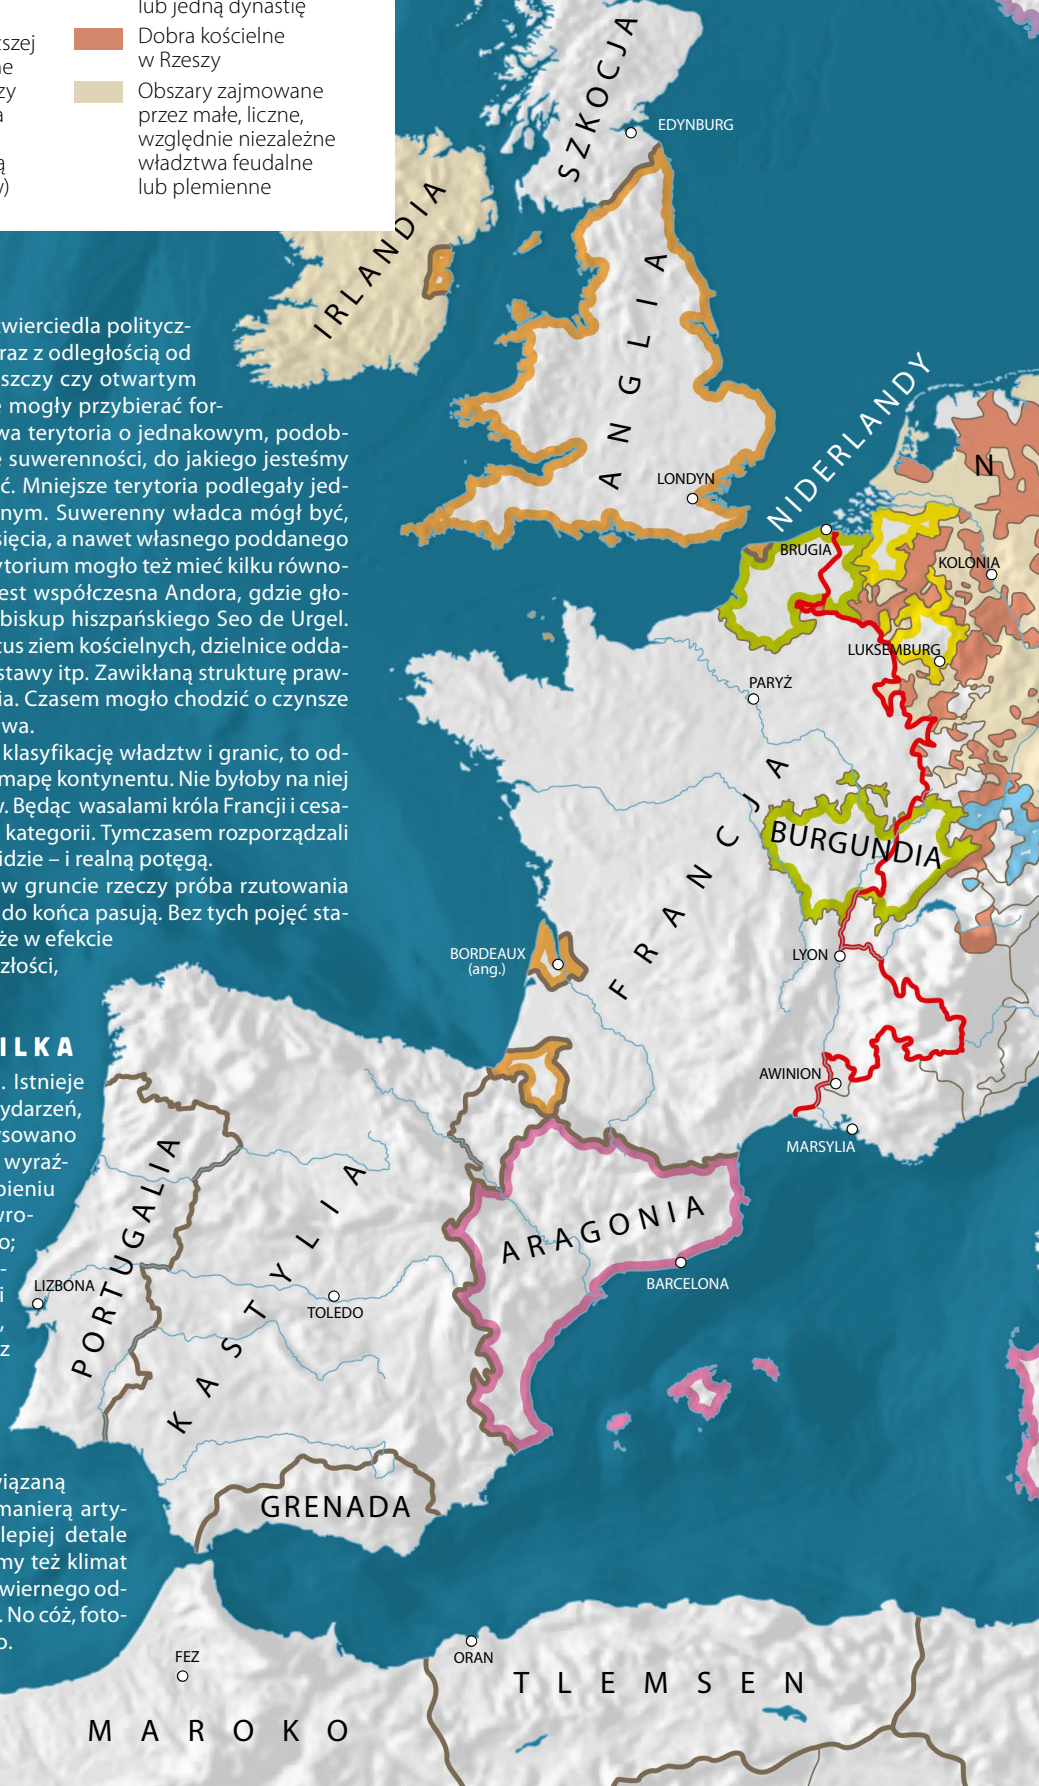 lub jedną dynastię
Dobra kościelne
w Rzeszy
Obszary zajmowane
przez małe, liczne,
względnie niezależne
władztwa feudalne
lub plemienne
szej
ne
zy
a
ą
)
twierciedla politycz-
raz z odległością od
szczy czy otwartym
e mogły przybierać for-
wa terytoria o jednakowym, podob-
e suwerenności, do jakiego jesteśmy
ć. Mniejsze terytoria podlegały jed-
nym. Suwerenny władca mógł być,
sięcia, a nawet własnego poddanego
ytorium mogło też mieć kilku równo-
est współczesna Andora, gdzie gło-
biskup hiszpańskiego Seo de Urgel.
tus ziem kościelnych, dzielnice odda-
stawy itp. Zawikłaną strukturę praw-
ia. Czasem mogło chodzić o czynsze
wa.
klasyfikację władztw i granic, to od-
mapę kontynentu. Nie byłoby na niej
. Będąc wasalami króla Francji i cesa-
kategorii. Tymczasem rozporządzali
idzie – i realną potęgą.
w gruncie rzeczy próba rzutowania
do końca pasują. Bez tych pojęć sta-
że w efekcie
złości,
ILKA
. Istnieje
ydarzeń,
ysowano
wyraź-
pieniu
wro-
o;
-
i
,
z
iązaną
manierą arty-
lepiej detale
my też klimat
wiernego od-
. No cóż, foto-
o.
SZKOCJA
EDYNBURG
IRLANDIA
ANGLIA
LONDYN
NIDERLANDY
N
BRUGIA
KOLONIA
LUKSEMBURG
PARYŻ
FRANCJA
BURGUNDIA
BORDEAUX
(ang.)
LYON
AWINION
MARSYLIA
PORTUGALIA
LIZBONA
KASTYLIA
TOLEDO
ARAGONIA
BARCELONA
GRENADA
FEZ
ORAN
TLEMSEN
MAROKO